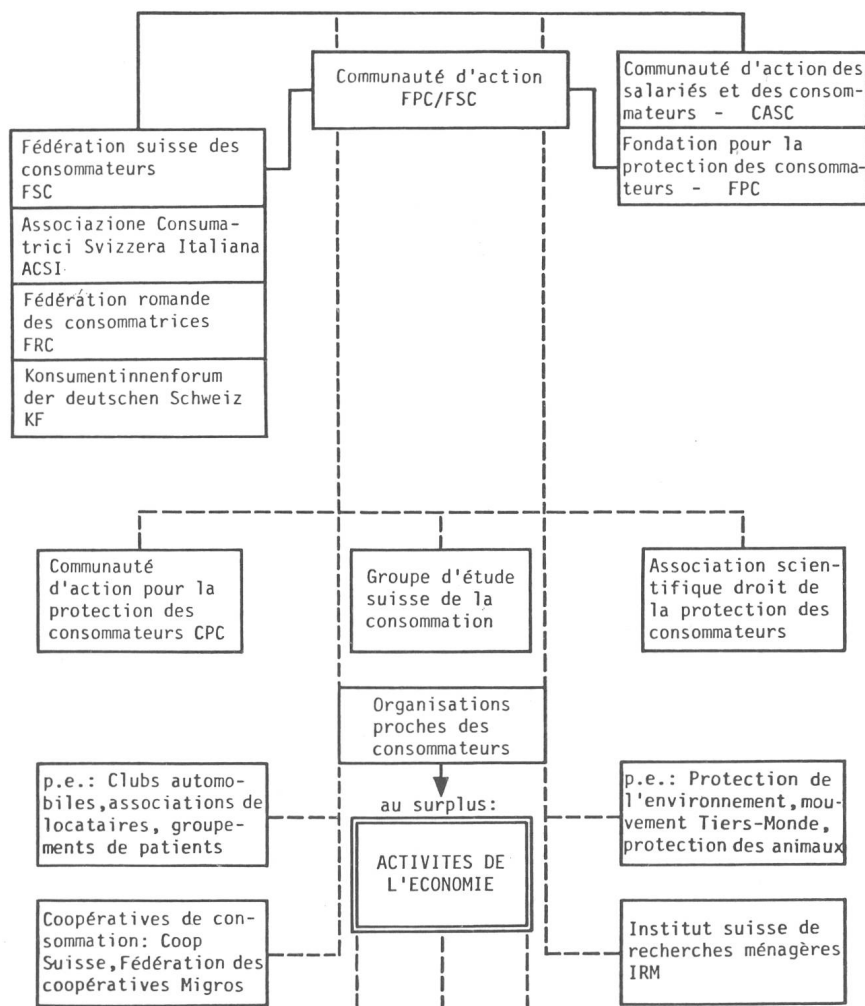 Communauté d'action
FPC/FSC
Communauté d'action des
salariés et des consom-
mateurs - CASC
Fondation pour la
protection des consomma-
teurs - FPC
Fédération suisse des
consommateurs
FSC
Associazione Consuma-
trici Svizzera Italiana
ACSI
Fédération romande
des consommatrices
FRC
Konsumentinnenforum
der deutschen Schweiz
KF
Communauté
d'action pour la
protection des
consommateurs CPC
Groupe d'étude
suisse de la
consommation
Association scien-
tifique droit de
la protection des
consommateurs
Organisations
proches des
consommateurs
p.e.: Clubs automo-
biles,associations de
locataires, groupe-
ments de patients
au surplus:
ACTIVITES DE
L'ECONOMIE
p.e.: Protection de
l'environnement,mou-
vement Tiers-Monde,
protection des animaux
Coopératives de con-
sommation: Coop
Suisse,Fédération des
coopératives Migros
Institut suisse de
recherches ménagères
IRM